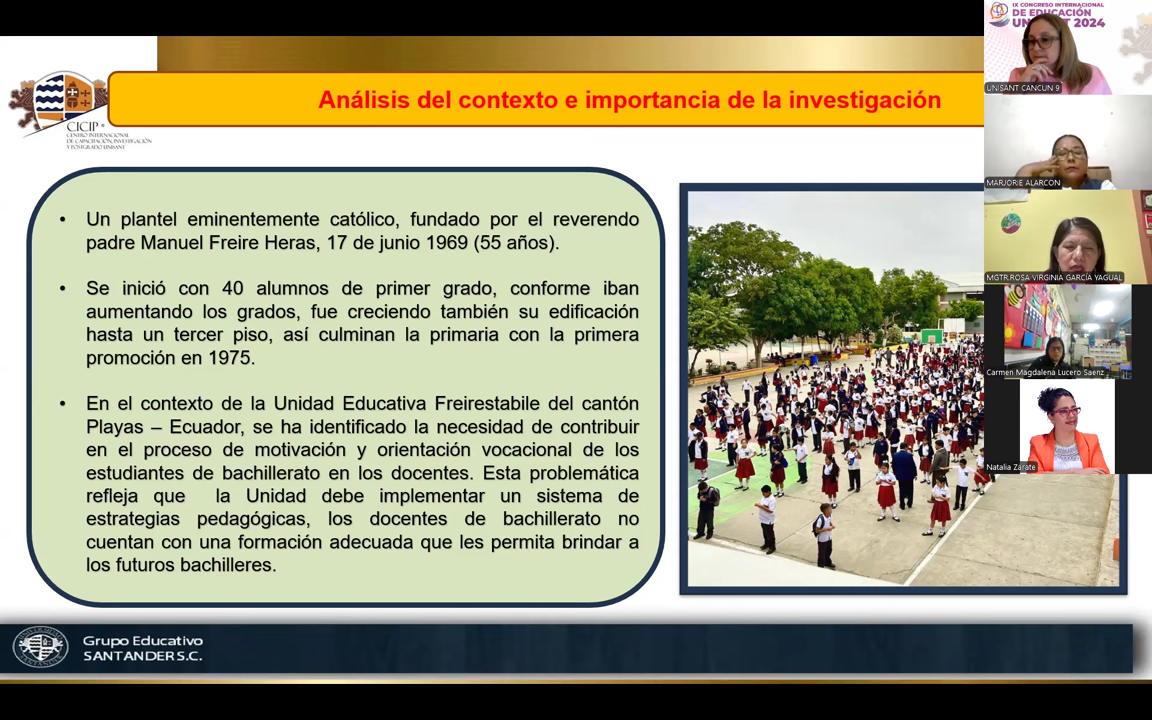 Análisis del contexto e importancia de la investigación
CICIP
CENTRO INTERNACIONAL
DE CAPACITACIÓN, INVESTIGACIÓN
Y POSTGRADO UNISANT
• Un plantel eminentemente católico, fundado por el reverendo
padre Manuel Freire Heras, 17 de junio 1969 (55 años).
• Se inició con 40 alumnos de primer grado, conforme iban
aumentando los grados, fue creciendo también su edificación
hasta un tercer piso, así culminan la primaria con la primera
promoción en 1975.
• En el contexto de la Unidad Educativa Freirestabile del cantón
Playas – Ecuador, se ha identificado la necesidad de contribuir
en el proceso de motivación y orientación vocacional de los
estudiantes de bachillerato en los docentes. Esta problemática
refleja que la Unidad debe implementar un sistema de
estrategias pedagógicas, los docentes de bachillerato no
cuentan con una formación adecuada que les permita brindar a
los futuros bachilleres.
Grupo Educativo
SANTANDER S.C.
IX CONGRESO INTERNACIONAL
DE EDUCACIÓN
2024
UNISANT CANCUN 9
MARJORIE ALARCON
MGTR.ROSA VIRGINIA GARCÍA YAGUAL
Carmen Magdalena Lucero Saenz
Natalia Zárate